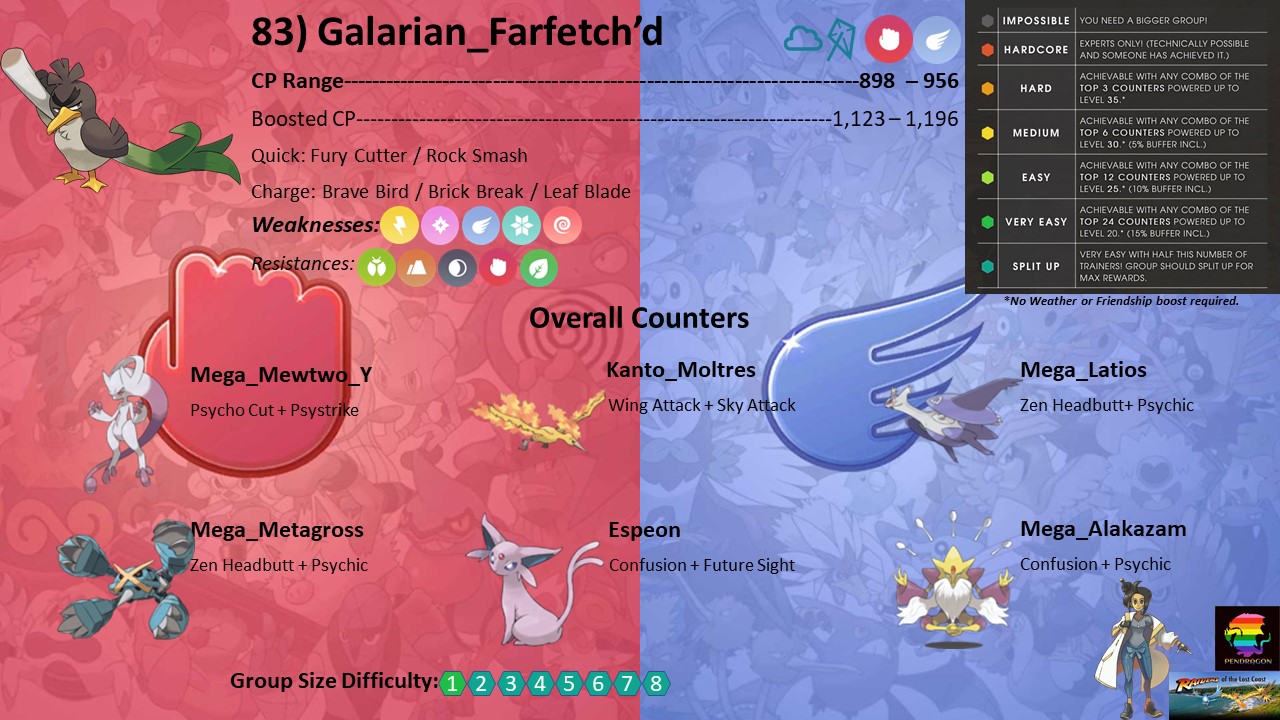 83) Galarian_Farfetch’d
CP Range---898 – 956
Boosted CP---1,123 – 1,196
Quick: Fury Cutter / Rock Smash
Charge: Brave Bird / Brick Break / Leaf Blade
Weaknesses:
Resistances:
IMPOSSIBLE YOU NEED A BIGGER GROUP!
HARDCORE EXPERTS ONLY! (TECHNICALLY POSSIBLE
AND SOMEONE HAS ACHIEVED IT.)
HARD ACHIEVABLE WITH ANY COMBO OF THE
TOP 3 COUNTERS POWERED UP TO
LEVEL 35.*
MEDIUM ACHIEVABLE WITH ANY COMBO OF THE
TOP 6 COUNTERS POWERED UP TO
LEVEL 30.* (5% BUFFER INCL.)
EASY ACHIEVABLE WITH ANY COMBO OF THE
TOP 12 COUNTERS POWERED UP TO
LEVEL 25.* (10% BUFFER INCL.)
VERY EASY ACHIEVABLE WITH ANY COMBO OF THE
TOP 24 COUNTERS POWERED UP TO
LEVEL 20.* (15% BUFFER INCL.)
SPLIT UP VERY EASY WITH HALF THIS NUMBER OF
TRAINERS! GROUP SHOULD SPLIT UP FOR
MAX REWARDS.
*No Weather or Friendship boost required.
Overall Counters
Mega_Mewtwo_Y
Psycho Cut + Psystrike
Kanto_Moltres
Wing Attack + Sky Attack
Mega_Latios
Zen Headbutt+ Psychic
Mega_Metagross
Zen Headbutt + Psychic
Espeon
Confusion + Future Sight
Mega_Alakazam
Confusion + Psychic
Group Size Difficulty: 1 2 3 4 5 6 7 8
PENDRAGON
RAIDERS of the Lost Coast